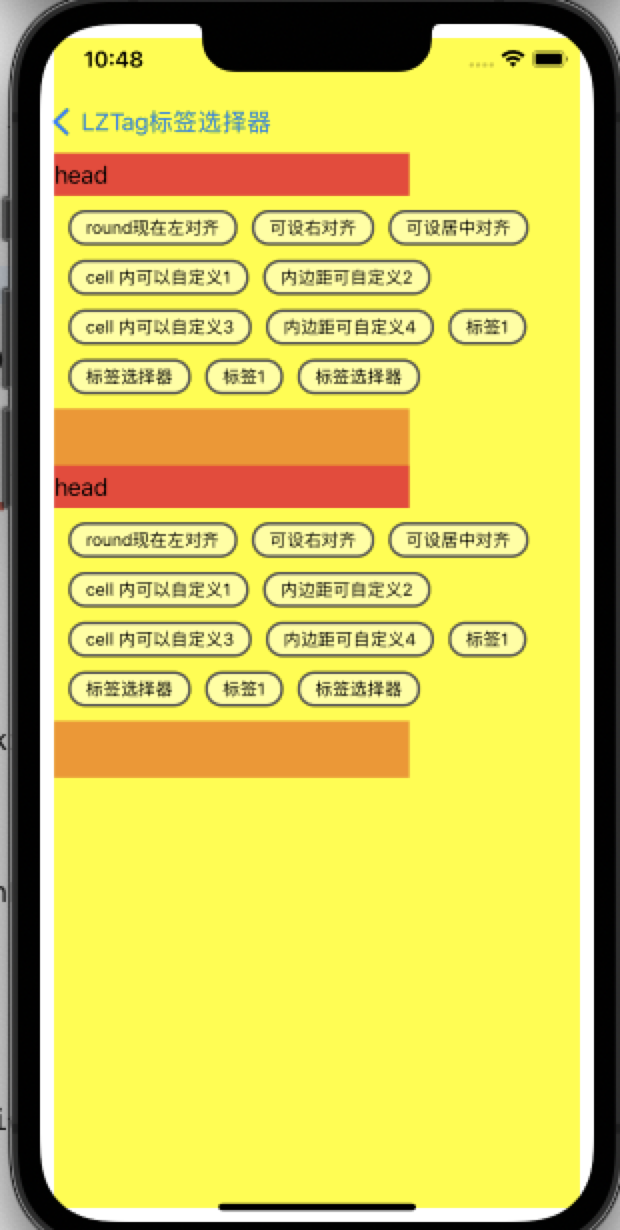 10:48
LZTag标签选择器
head
round现在左对齐 可设右对齐 可设居中对齐
cell 内可以自定义1 内边距可自定义2
cell 内可以自定义3 内边距可自定义4 标签1
标签选择器 标签1 标签选择器
head
round现在左对齐 可设右对齐 可设居中对齐
cell 内可以自定义1 内边距可自定义2
cell 内可以自定义3 内边距可自定义4 标签1
标签选择器 标签1 标签选择器